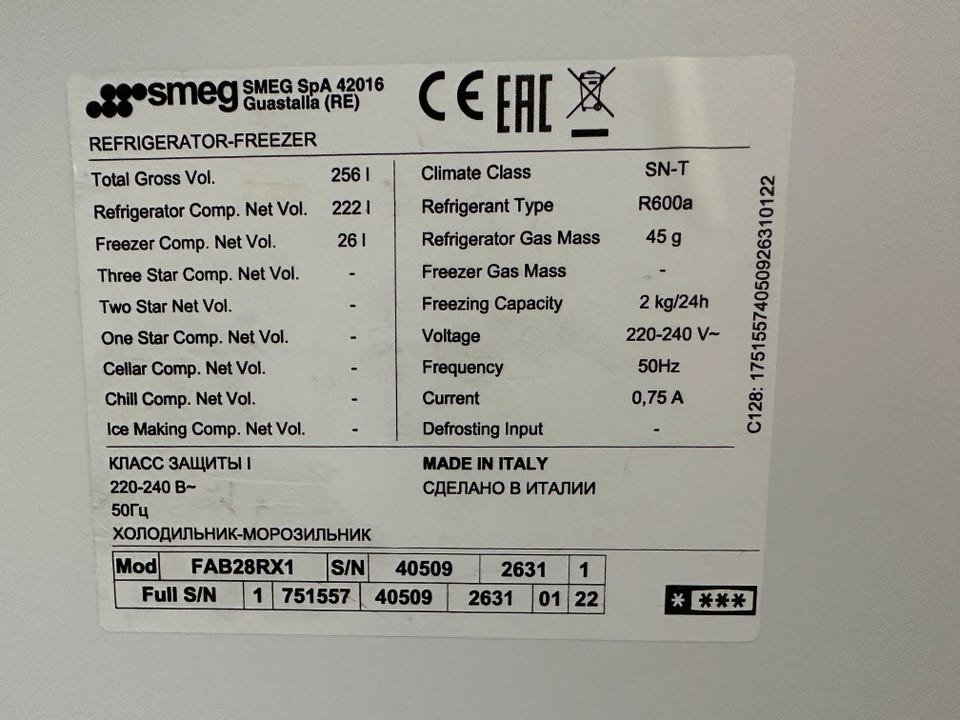 smeg SMEG SpA 42016
Guastalla (RE)
CE EAC
REFRIGERATOR-FREEZER
Total Gross Vol. 256 l
Refrigerator Comp. Net Vol. 222 l
Freezer Comp. Net Vol. 26 l
Three Star Comp. Net Vol. -
Two Star Net Vol. -
One Star Comp. Net Vol. -
Cellar Comp. Net Vol. -
Chill Comp. Net Vol. -
Ice Making Comp. Net Vol. -
Climate Class SN-T
Refrigerant Type R600a
Refrigerator Gas Mass 45 g
Freezer Gas Mass -
Freezing Capacity 2 kg/24h
Voltage 220-240 V~
Frequency 50Hz
Current 0,75 A
Defrosting Input -
C128: 1751557405092631​0122
КЛАСС ЗАЩИТЫ I
220-240 В~
50Гц
ХОЛОДИЛЬНИК-МОРОЗИЛЬНИК
MADE IN ITALY
СДЕЛАНО В ИТАЛИИ
Mod FAB28RX1 S/N 40509 2631 1
Full S/N 1 751557 40509 2631 01 22
* ***